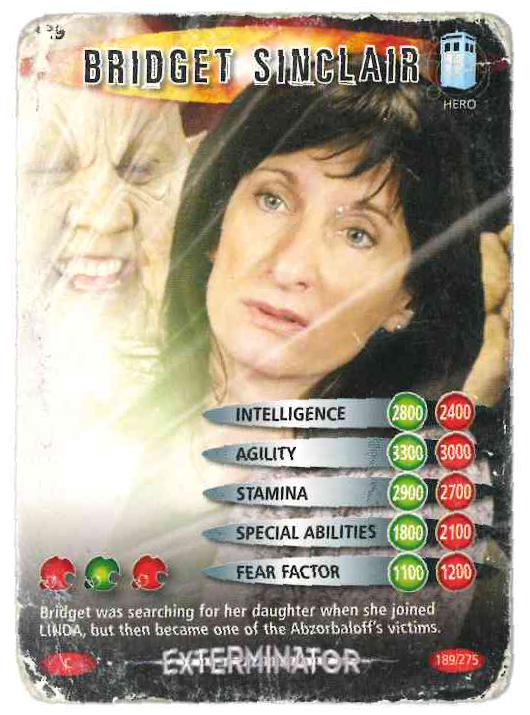 BRIDGET SINCLAIR
HERO
INTELLIGENCE 2800 2400
AGILITY 3300 3000
STAMINA 2900 2700
SPECIAL ABILITIES 1800 2100
FEAR FACTOR 1100 1200
Bridget was searching for her daughter when she joined
LINDA, but then became one of the Abzorbaloff's victims.
C EXTERMINATOR 189/275